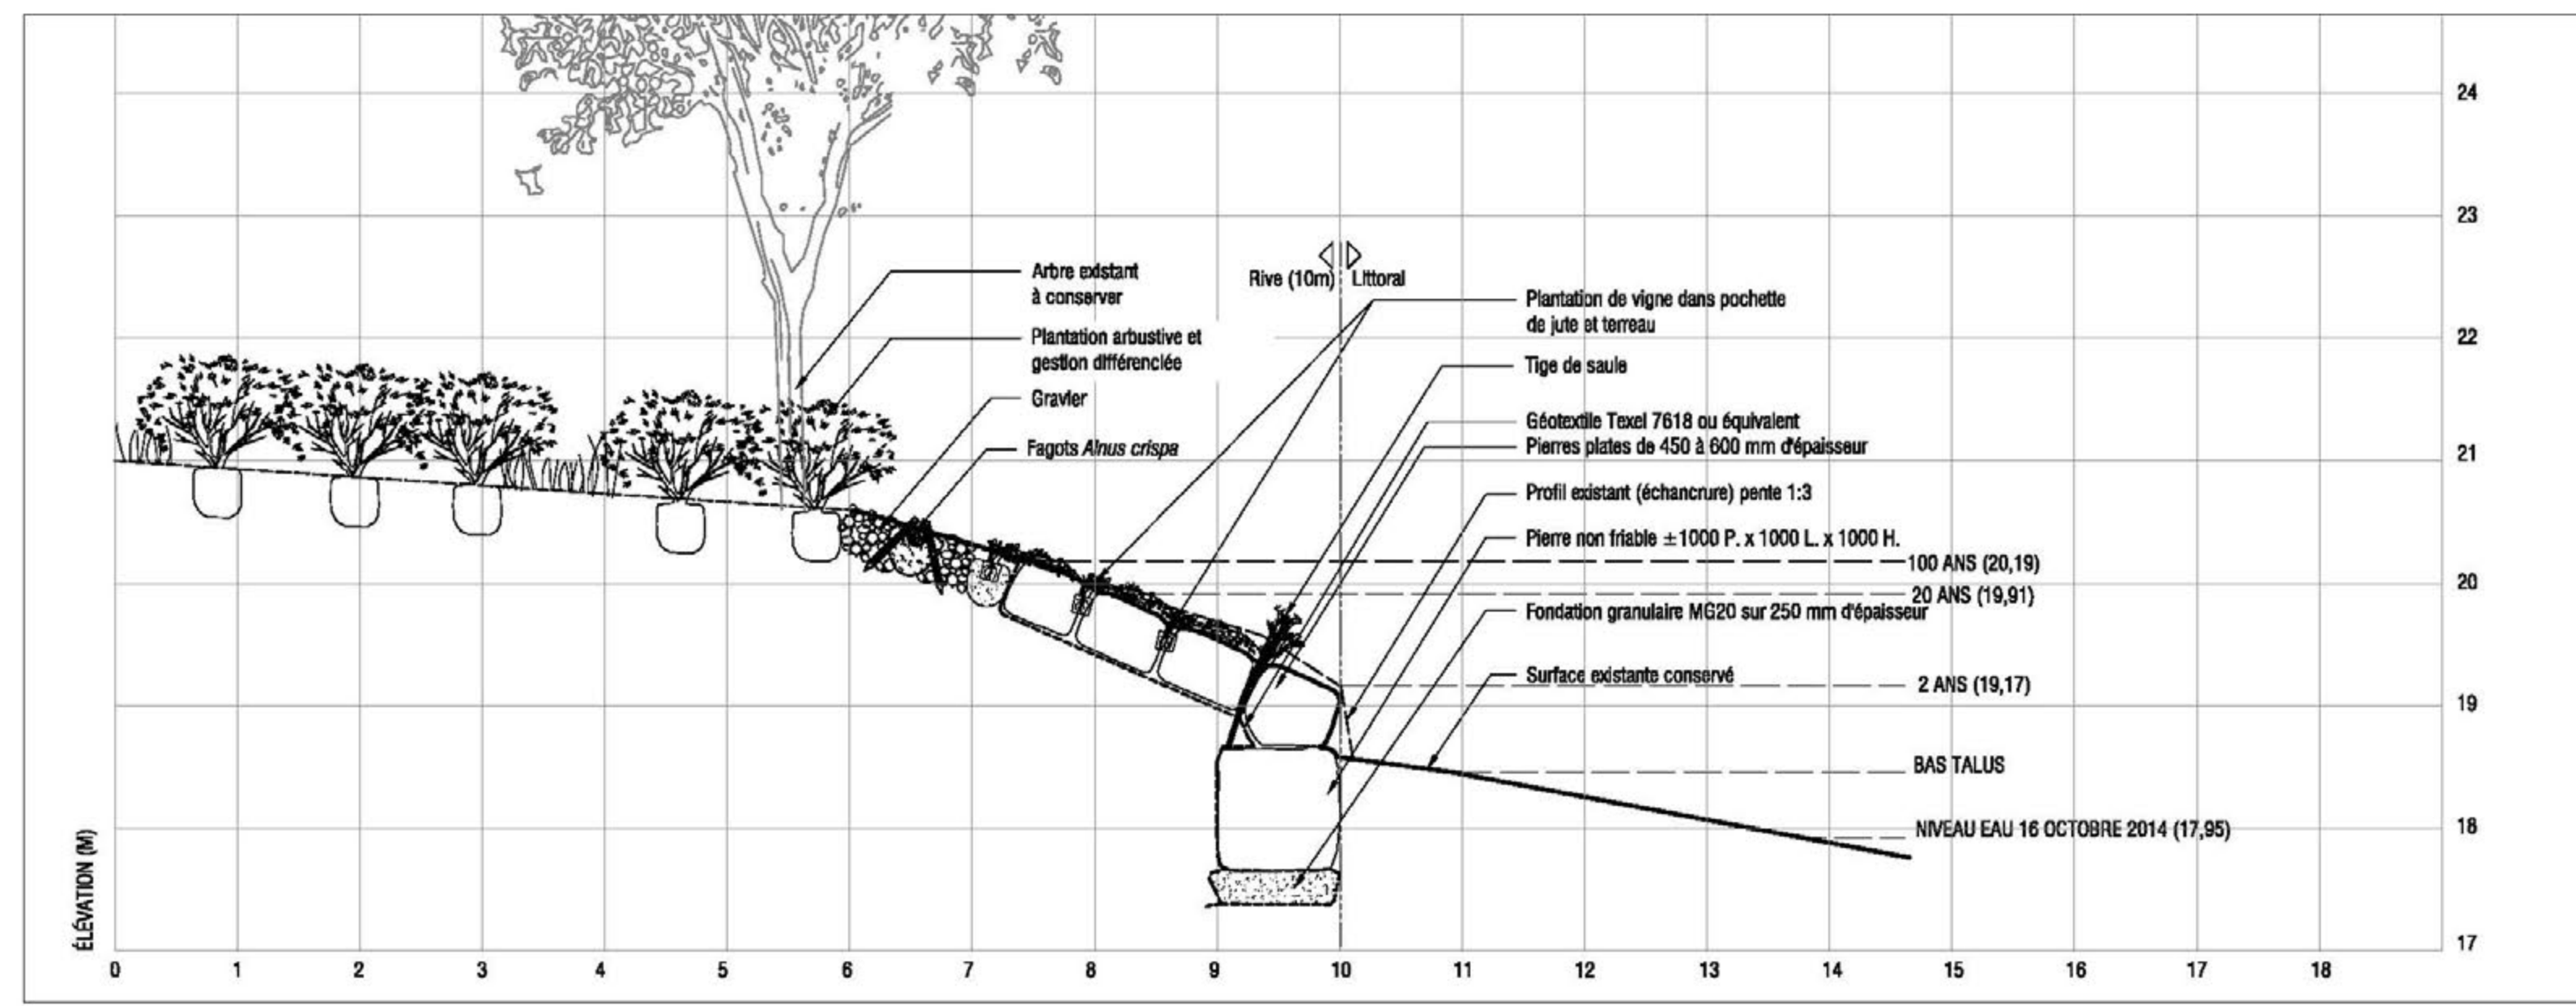 24
23
22
21
20
19
18
17
Arbre existant
à conserver
Plantation arbustive et
gestion différenciée
Gravier
Fagots Alnus crispa
Rive (10m)
Littoral
Plantation de vigne dans pochette
de jute et terreau
Tige de saule
Géotextile Texel 7618 ou équivalent
Pierres plates de 450 à 600 mm d'épaisseur
Profil existant (échancrure) pente 1:3
Pierre non friable ±1000 P. x 1000 L. x 1000 H.
100 ANS (20,19)
20 ANS (19,91)
Fondation granulaire MG20 sur 250 mm d'épaisseur
Surface existante conservé
2 ANS (19,17)
BAS TALUS
NIVEAU EAU 16 OCTOBRE 2014 (17,95)
ÉLÉVATION (M)
0 1 2 3 4 5 6 7 8 9 10 11 12 13 14 15 16 17 18